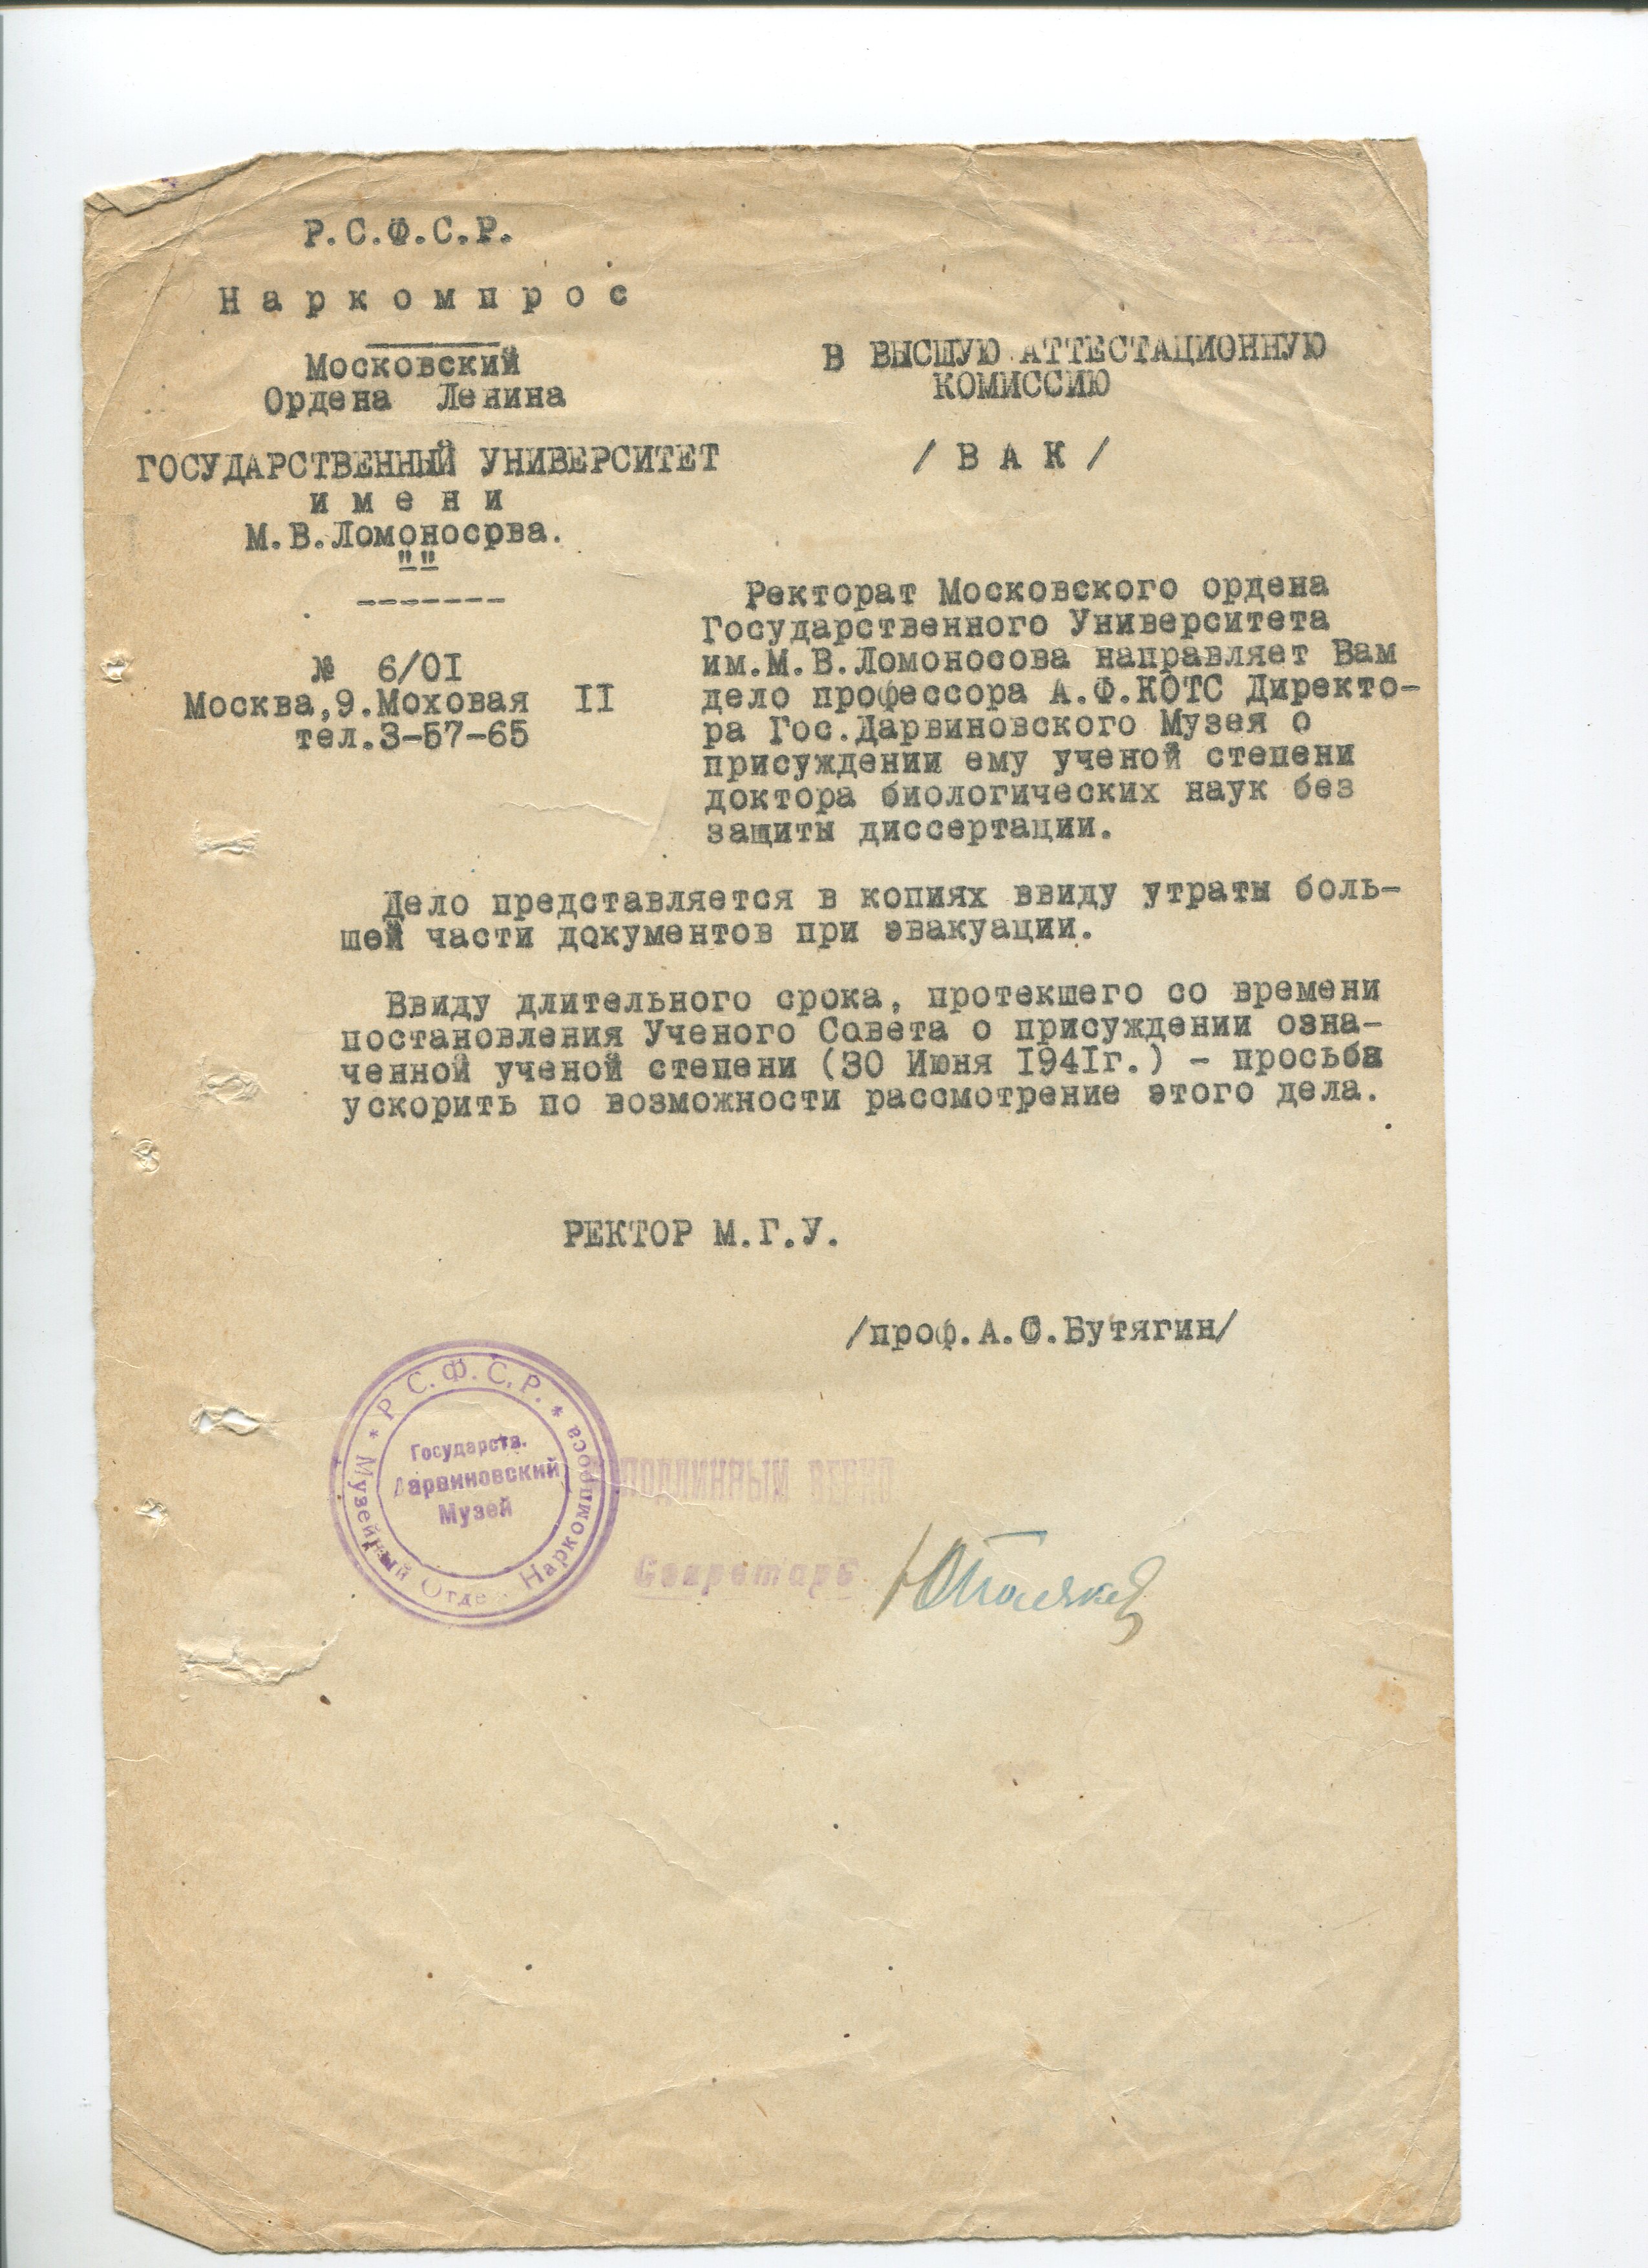 Р.С.Ф.С.Р.
Наркомпрос
Московский
Ордена Ленина
ГОСУДАРСТВЕННЫЙ УНИВЕРСИТЕТ
имени
М.В.Ломоносова.
""
-------
№ 6/01
Москва,9.Моховая II
тел.3-57-65
В ВЫСШУЮ АТТЕСТАЦИОННУЮ
КОМИССИЮ
/ В А К /
Ректорат Московского ордена
Государственного Университета
им.М.В.Ломоносова направляет Вам
дело профессора А.Ф.КОТС Директо-
ра Гос.Дарвиновского Музея о
присуждении ему ученой степени
доктора биологических наук без
защиты диссертации.
Дело представляется в копиях ввиду утраты боль-
шей части документов при эвакуации.
Ввиду длительного срока, протекшего со времени
постановления Ученого Совета о присуждении озна-
ченной ученой степени (30 Июня 1941г.) - просьба
ускорить по возможности рассмотрение этого дела.
РЕКТОР М.Г.У.
/проф.А.С.Бутягин/
* Р.С.Ф.С.Р. *
Музейный Отде Наркомпроса
Государств.
Дарвиновский
Музей
подлинным верно
Секретарь